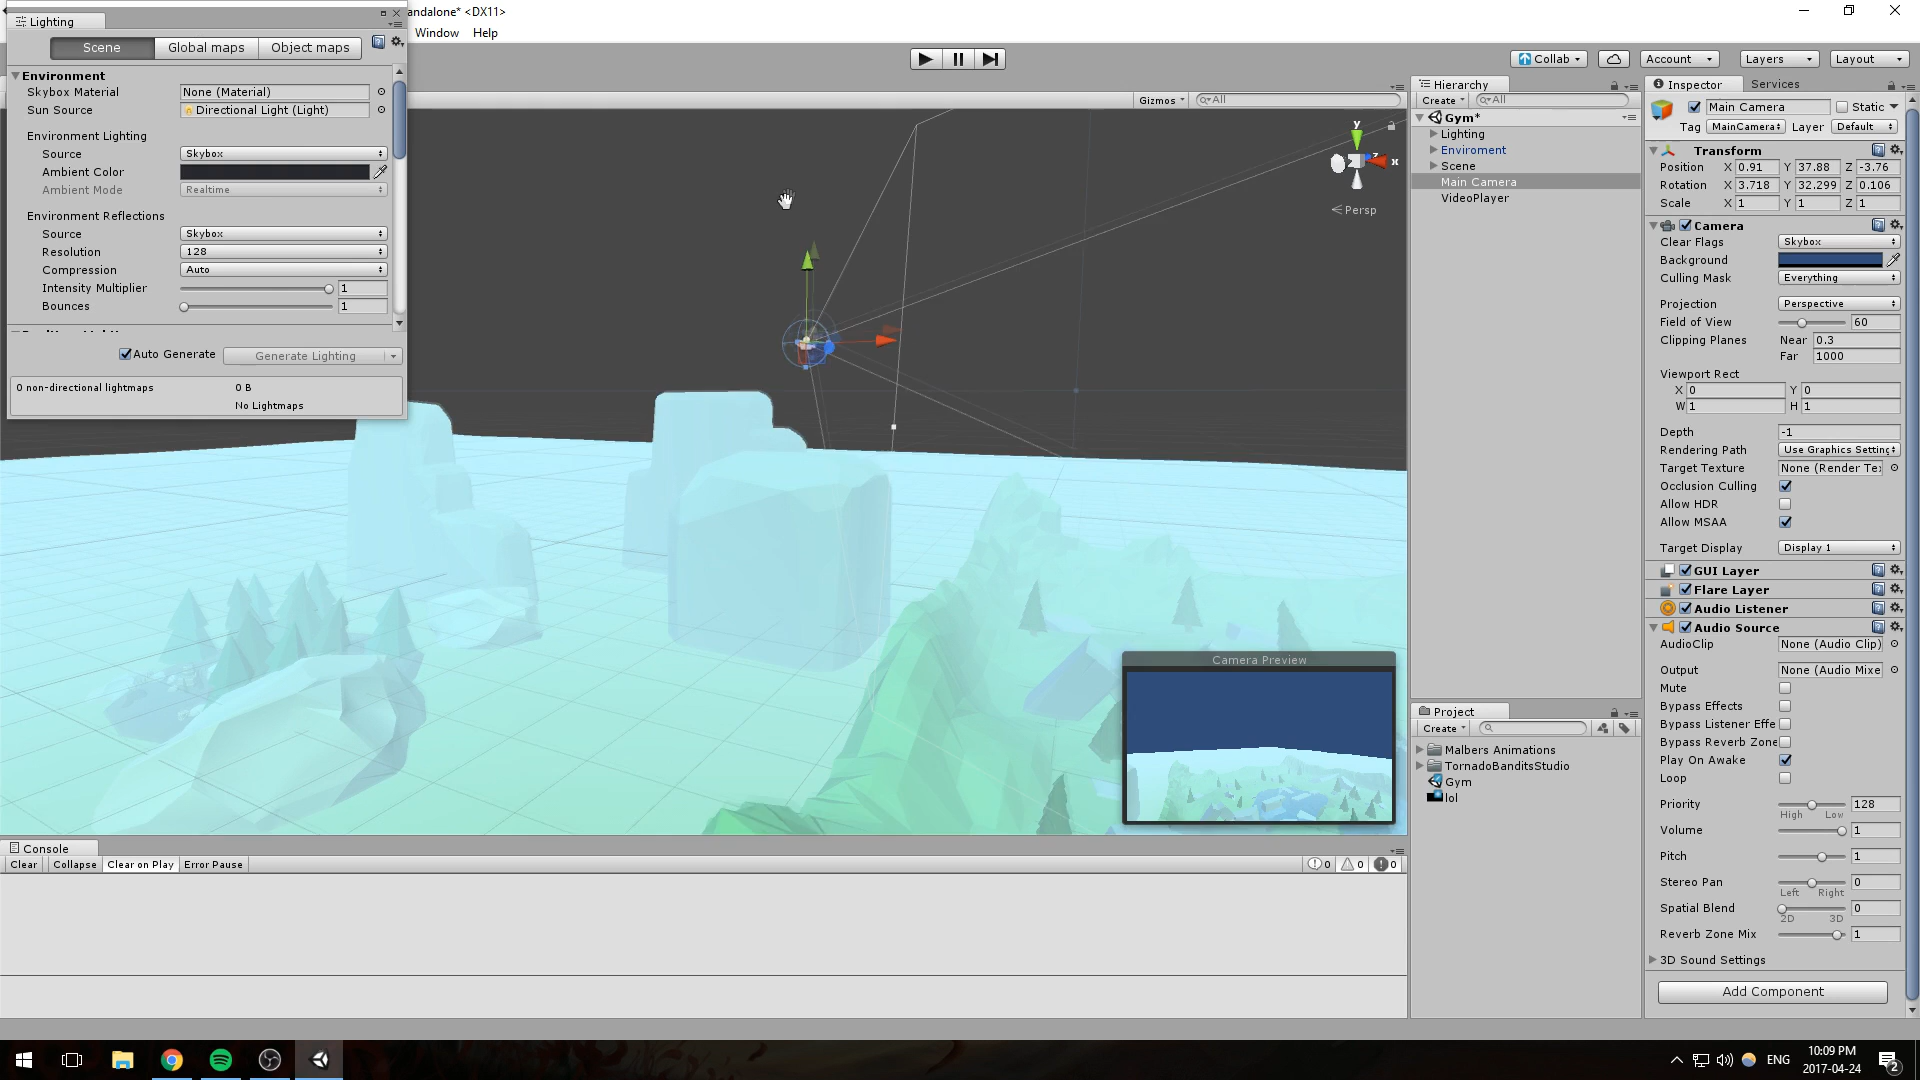 Lighting
andalone* <DX11>
Window Help
Scene Global maps Object maps
Environment
Skybox Material None (Material)
Sun Source Directional Light (Light)
Environment Lighting
Source Skybox
Ambient Color
Ambient Mode Realtime
Environment Reflections
Source Skybox
Resolution 128
Compression Auto
Intensity Multiplier 1
Bounces 1
Auto Generate Generate Lighting
0 non-directional lightmaps 0 B
No Lightmaps
Gizmos All
y
x
z
Persp
Camera Preview
Console
Clear Collapse Clear on Play Error Pause
0 0 0
Collab Account Layers Layout
Hierarchy
Create All
Gym*
Lighting
Enviroment
Scene
Main Camera
VideoPlayer
Project
Create
Malbers Animations
TornadoBanditsStudio
Gym
lol
Inspector Services
Main Camera Static
Tag MainCamera Layer Default
Transform
Position X 0.91 Y 37.88 Z -3.76
Rotation X 3.718 Y 32.299 Z 0.106
Scale X 1 Y 1 Z 1
Camera
Clear Flags Skybox
Background
Culling Mask Everything
Projection Perspective
Field of View 60
Clipping Planes Near 0.3
Far 1000
Viewport Rect
X 0 Y 0
W 1 H 1
Depth -1
Rendering Path Use Graphics Setting
Target Texture None (Render Te
Occlusion Culling
Allow HDR
Allow MSAA
Target Display Display 1
GUI Layer
Flare Layer
Audio Listener
Audio Source
AudioClip None (Audio Clip)
Output None (Audio Mixe
Mute
Bypass Effects
Bypass Listener Effe
Bypass Reverb Zone
Play On Awake
Loop
Priority 128
High Low
Volume 1
Pitch 1
Stereo Pan 0
Left Right
Spatial Blend 0
2D 3D
Reverb Zone Mix 1
3D Sound Settings
Add Component
ENG
10:09 PM
2017-04-24
2